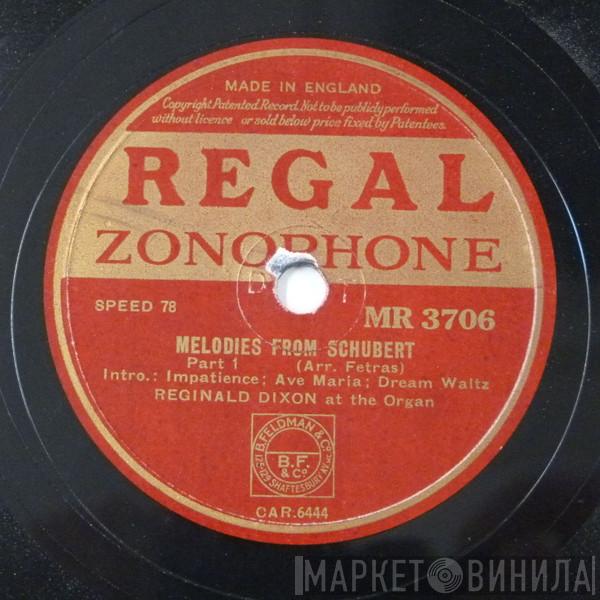 MADE IN ENGLAND
Copyright Patented Record. Not to be publicly performed
without licence or sold below price fixed by Patentees.
REGAL
ZONOPHONE
SPEED 78
MR 3706
MELODIES FROM SCHUBERT
Part 1 (Arr. Fetras)
Intro.: Impatience; Ave Maria; Dream Waltz
REGINALD DIXON at the Organ
B. FELDMAN & Co
B.F.
& Co.
125-129 SHAFTESBURY AV.
CAR.6444
МАРКЕТ ВИНИЛА